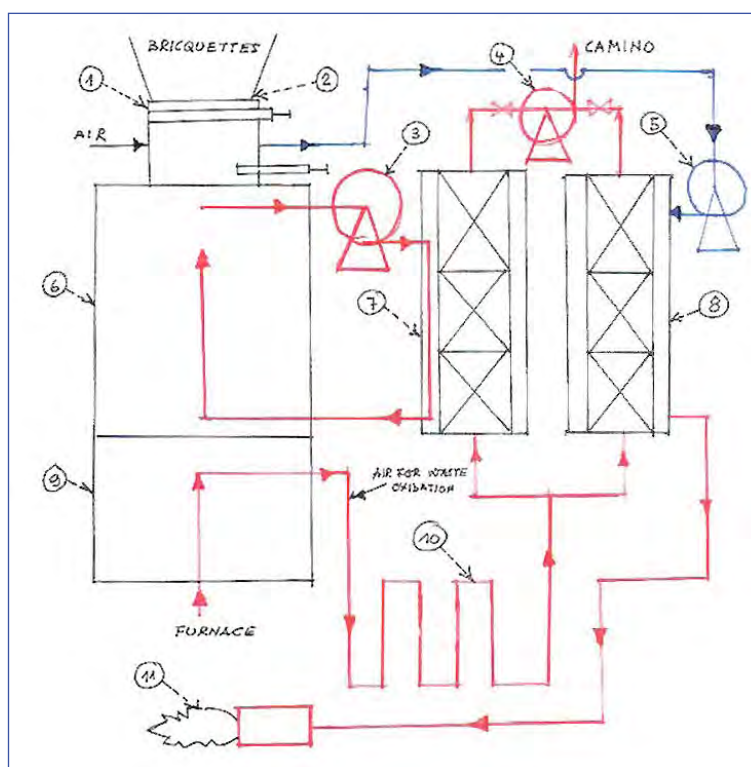 BRICQUETTES
1
2
4
CAMINO
AIR
3
5
6
7
8
9
AIR FOR WASTE
OXIDATION
10
FURNACE
11